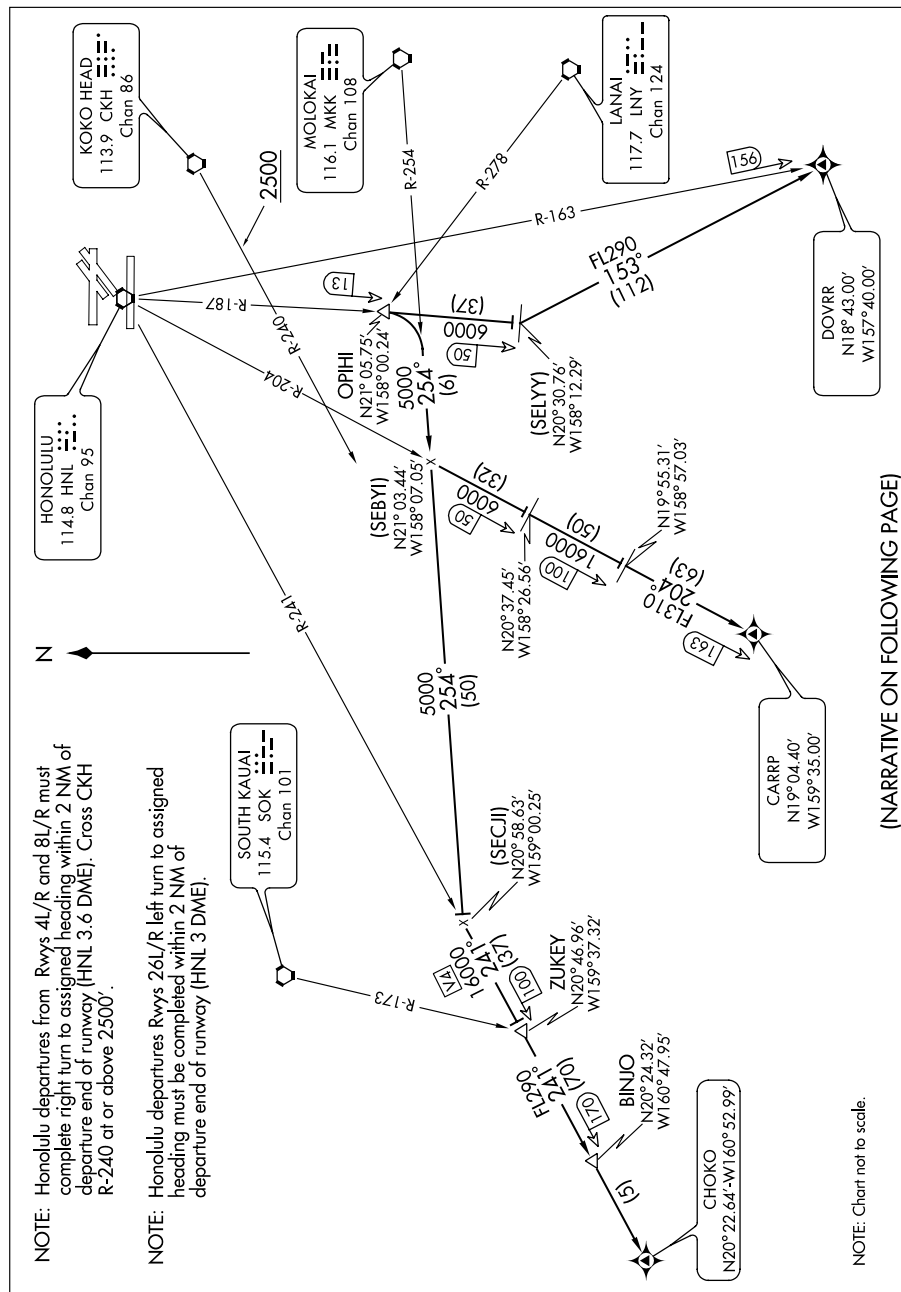 NOTE: Honolulu departures from Rwys 4L/R and 8L/R must
complete right turn to assigned heading within 2 NM of
departure end of runway (HNL 3.6 DME). Cross CKH
R-240 at or above 2500'.
NOTE: Honolulu departures Rwys 26L/R left turn to assigned
heading must be completed within 2 NM of
departure end of runway (HNL 3 DME).
N
HONOLULU
114.8 HNL
Chan 95
KOKO HEAD
113.9 CKH
Chan 86
2500
MOLOKAI
116.1 MKK
Chan 108
LANAI
117.7 LNY
Chan 124
SOUTH KAUAI
115.4 SOK
Chan 101
R-241
R-204
R-240
R-187
R-163
R-254
R-278
R-173
13
OPIHI
N21° 05.75'
W158° 00.24'
5000
254°
(6)
6000
(37)
50
(SELYY)
N20° 30.76'
W158° 12.29'
FL290
153°
(112)
156
DOVRR
N18° 43.00'
W157° 40.00'
(SEBYI)
N21° 03.44'
W158° 07.05'
6000
(32)
50
N20° 37.45'
W158° 26.56'
16000
(50)
100
N19° 55.31'
W158° 57.03'
FL310
204°
(63)
163
CARRP
N19° 04.40'
W159° 35.00'
5000
254°
(50)
(SECJI)
N20° 58.63'
W159° 00.25'
V4
16000
241°
(37)
100
ZUKEY
N20° 46.96'
W159° 37.32'
FL290
241°
(70)
170
BINJO
N20° 24.32'
W160° 47.95'
(5)
CHOKO
N20° 22.64'-W160° 52.99'
NOTE: Chart not to scale.
(NARRATIVE ON FOLLOWING PAGE)